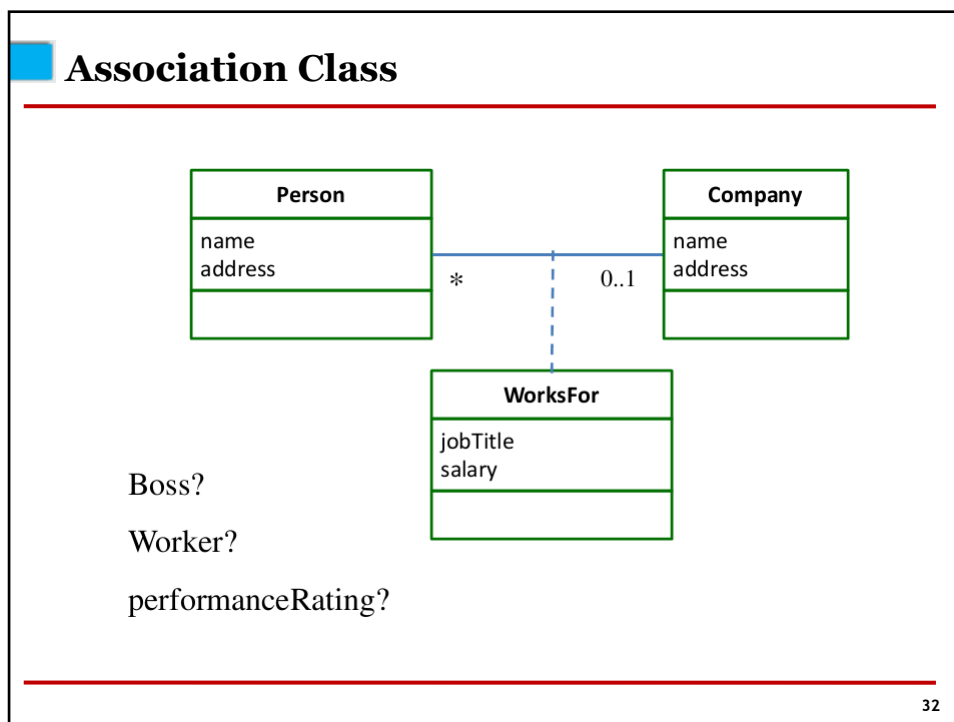 Association Class
Person
name
address
Company
name
address
*
0..1
WorksFor
jobTitle
salary
Boss?
Worker?
performanceRating?
32